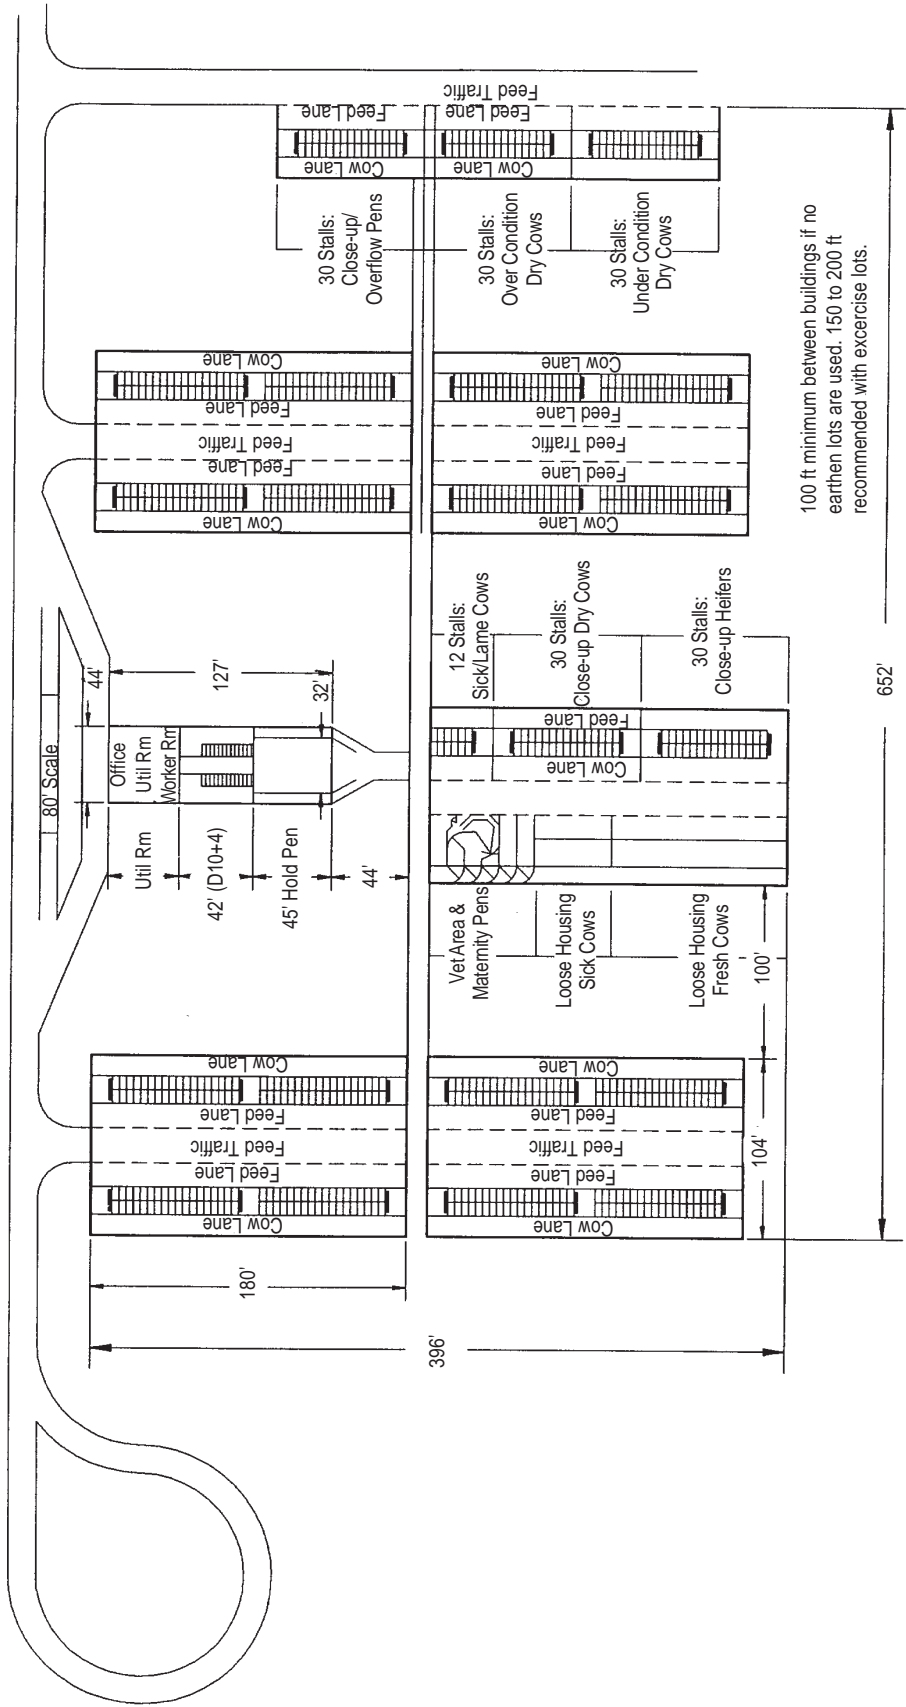 80' Scale
44'
127'
32'
Office
Util Rm
Worker Rm
Util Rm
42' (D10+4)
45' Hold Pen
44'
Cow Lane
Feed Lane
Feed Traffic
Feed Lane
Cow Lane
Cow Lane
Feed Lane
Feed Traffic
Feed Lane
Cow Lane
180'
396'
104'
100'
652'
Vet Area &
Maternity Pens
Loose Housing
Sick Cows
Loose Housing
Fresh Cows
Cow Lane
Feed Lane
12 Stalls:
Sick/Lame Cows
30 Stalls:
Close-up Dry Cows
30 Stalls:
Close-up Heifers
Cow Lane
Feed Lane
Feed Traffic
Feed Lane
Cow Lane
Cow Lane
Feed Lane
Feed Traffic
Feed Lane
Cow Lane
30 Stalls:
Close-up/
Overflow Pens
30 Stalls:
Over Condition
Dry Cows
30 Stalls:
Under Condition
Dry Cows
Cow Lane
Feed Lane
Cow Lane
Feed Lane
Feed Traffic
100 ft minimum between buildings if no
earthen lots are used. 150 to 200 ft
recommended with excercise lots.